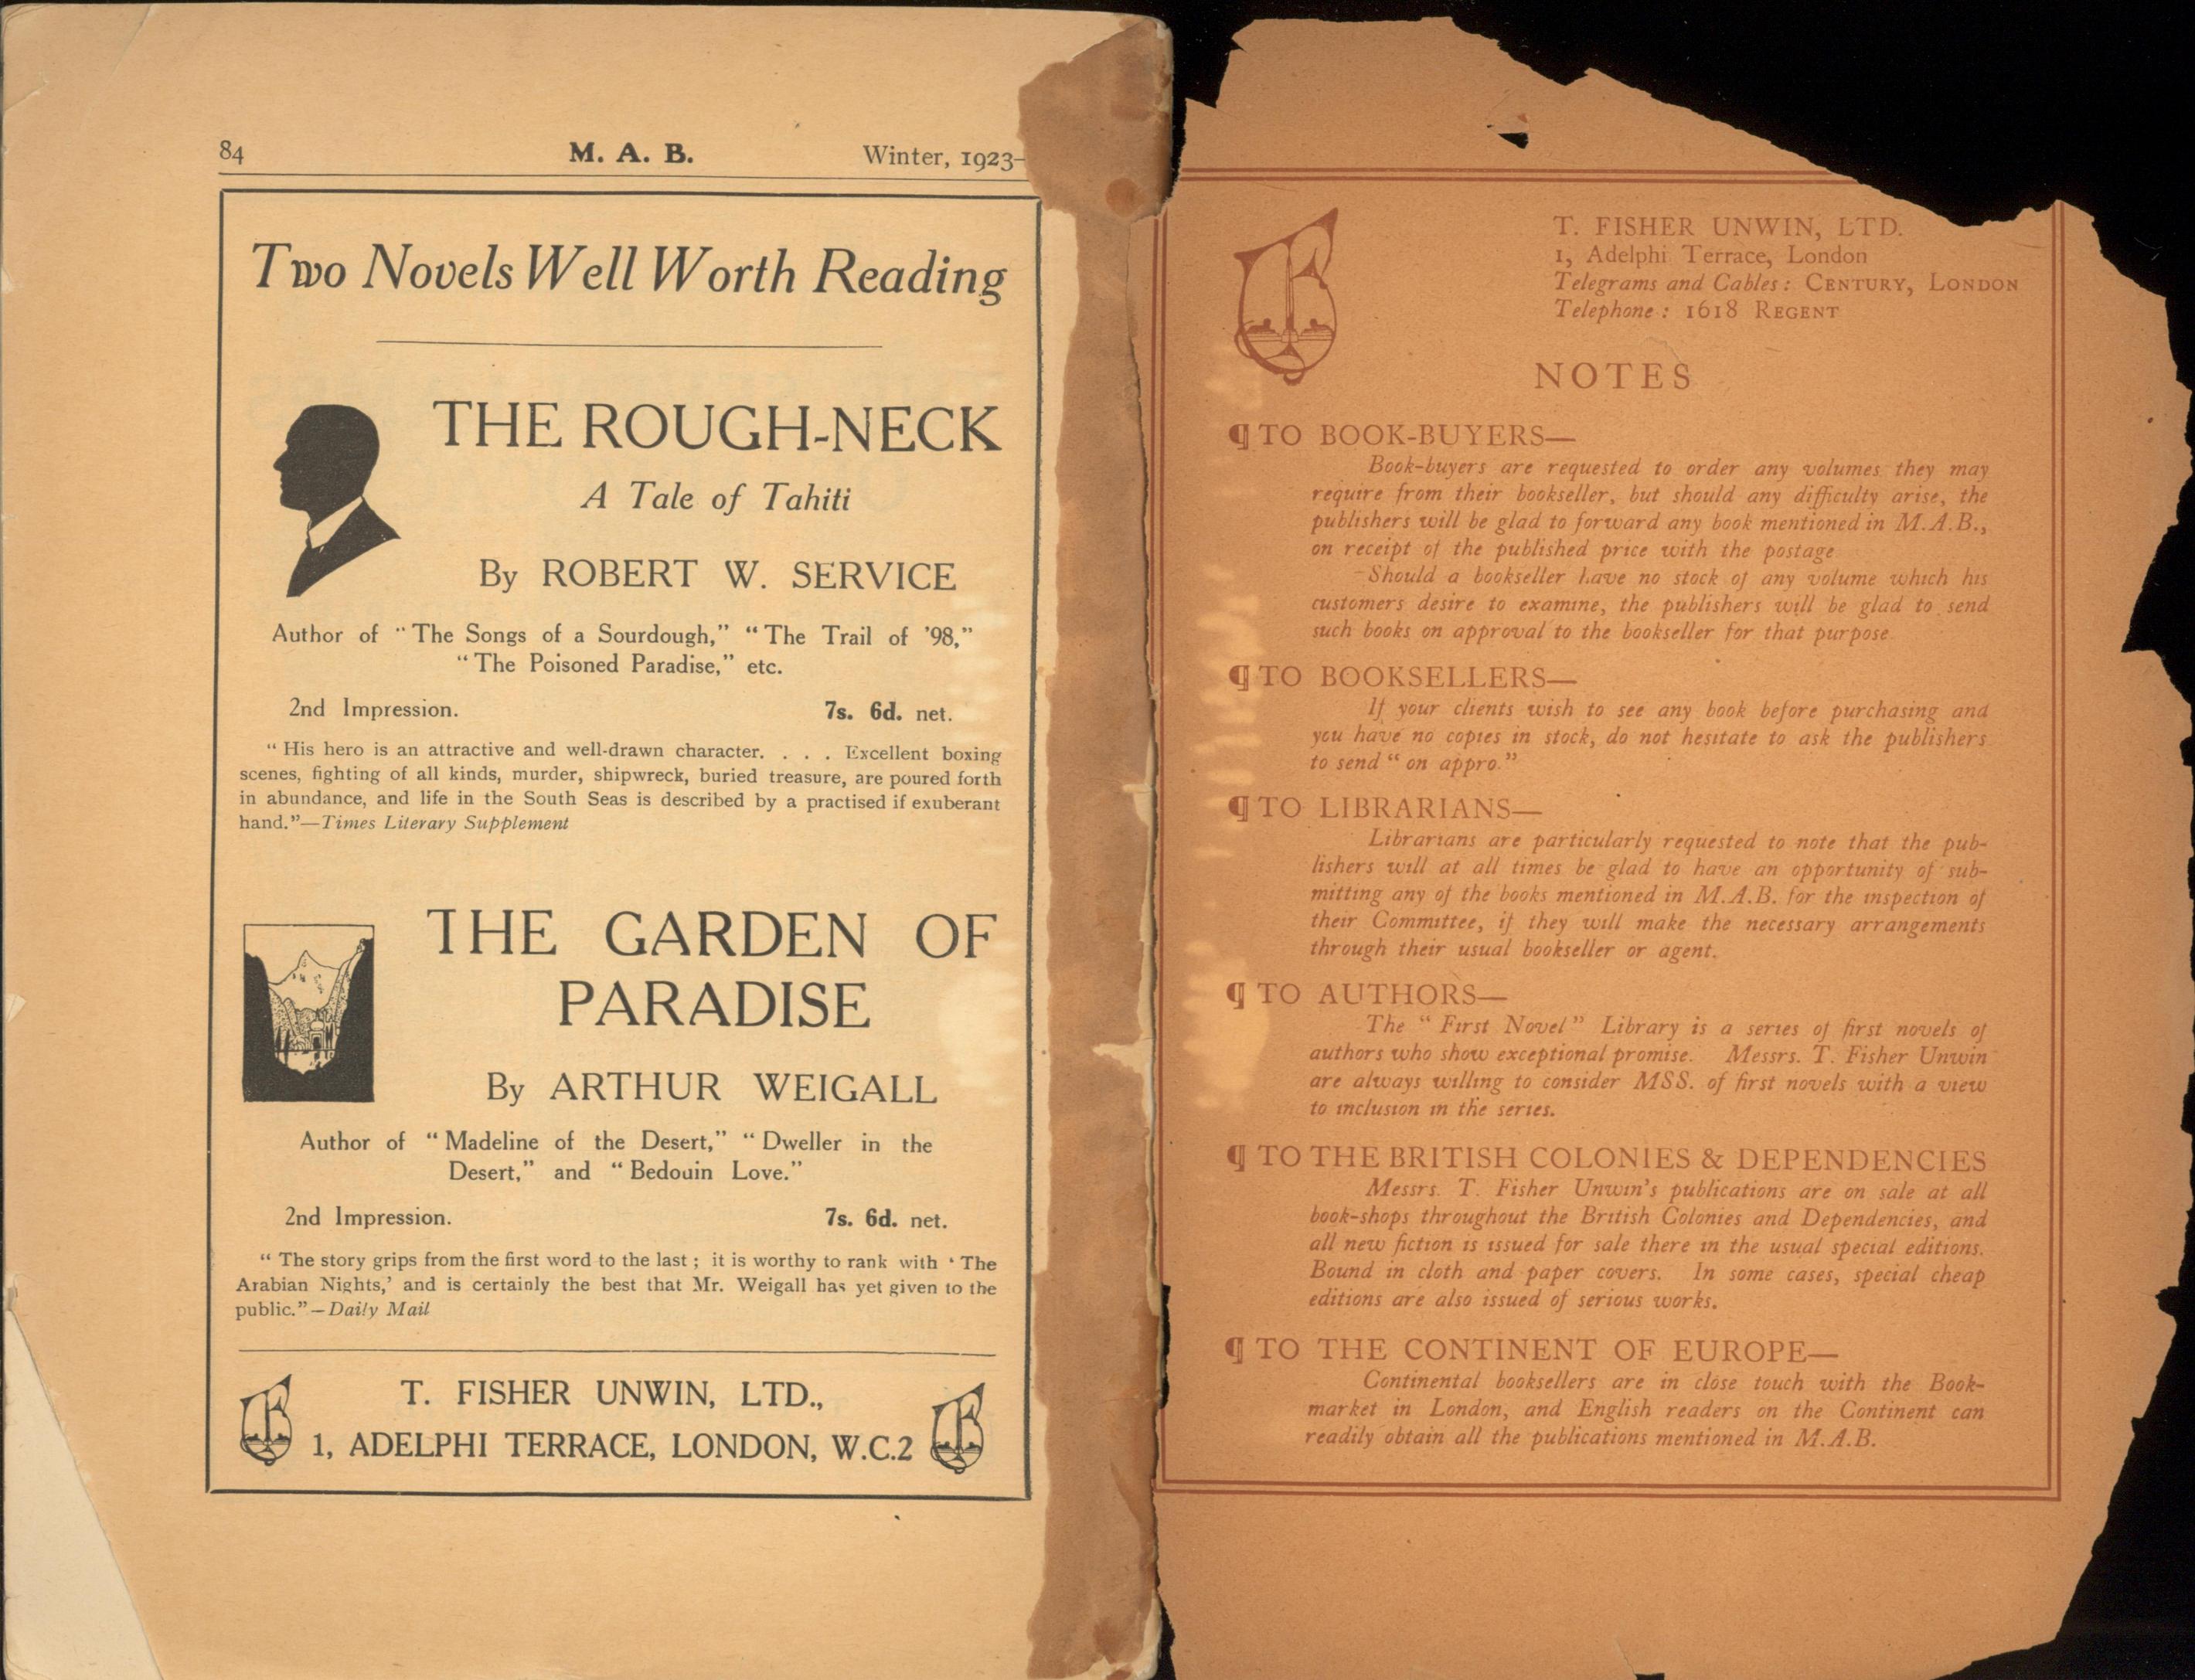 84 M. A. B. Winter, 1923-
Two Novels Well Worth Reading
THE ROUGH-NECK
A Tale of Tahiti
By ROBERT W. SERVICE
Author of “The Songs of a Sourdough,” “The Trail of '98,”
“The Poisoned Paradise,” etc.
2nd Impression. 7s. 6d. net.
“His hero is an attractive and well-drawn character. . . . Excellent boxing
scenes, fighting of all kinds, murder, shipwreck, buried treasure, are poured forth
in abundance, and life in the South Seas is described by a practised if exuberant
hand.”—Times Literary Supplement
THE GARDEN OF
PARADISE
By ARTHUR WEIGALL
Author of “Madeline of the Desert,” “Dweller in the
Desert,” and “Bedouin Love.”
2nd Impression. 7s. 6d. net.
“The story grips from the first word to the last; it is worthy to rank with ‘The
Arabian Nights,’ and is certainly the best that Mr. Weigall has yet given to the
public.”—Daily Mail
T. FISHER UNWIN, LTD.,
1, ADELPHI TERRACE, LONDON, W.C.2
T. FISHER UNWIN, LTD.
1, Adelphi Terrace, London
Telegrams and Cables: CENTURY, LONDON
Telephone: 1618 REGENT
NOTES
¶ TO BOOK-BUYERS—
Book-buyers are requested to order any volumes they may
require from their bookseller, but should any difficulty arise, the
publishers will be glad to forward any book mentioned in M.A.B.,
on receipt of the published price with the postage
Should a bookseller have no stock of any volume which his
customers desire to examine, the publishers will be glad to send
such books on approval to the bookseller for that purpose
¶ TO BOOKSELLERS—
If your clients wish to see any book before purchasing and
you have no copies in stock, do not hesitate to ask the publishers
to send “on appro.”
¶ TO LIBRARIANS—
Librarians are particularly requested to note that the pub-
lishers will at all times be glad to have an opportunity of sub-
mitting any of the books mentioned in M.A.B. for the inspection of
their Committee, if they will make the necessary arrangements
through their usual bookseller or agent.
¶ TO AUTHORS—
The “First Novel” Library is a series of first novels of
authors who show exceptional promise. Messrs. T. Fisher Unwin
are always willing to consider MSS. of first novels with a view
to inclusion in the series.
¶ TO THE BRITISH COLONIES & DEPENDENCIES
Messrs. T. Fisher Unwin's publications are on sale at all
book-shops throughout the British Colonies and Dependencies, and
all new fiction is issued for sale there in the usual special editions.
Bound in cloth and paper covers. In some cases, special cheap
editions are also issued of serious works.
¶ TO THE CONTINENT OF EUROPE—
Continental booksellers are in close touch with the Book-
market in London, and English readers on the Continent can
readily obtain all the publications mentioned in M.A.B.